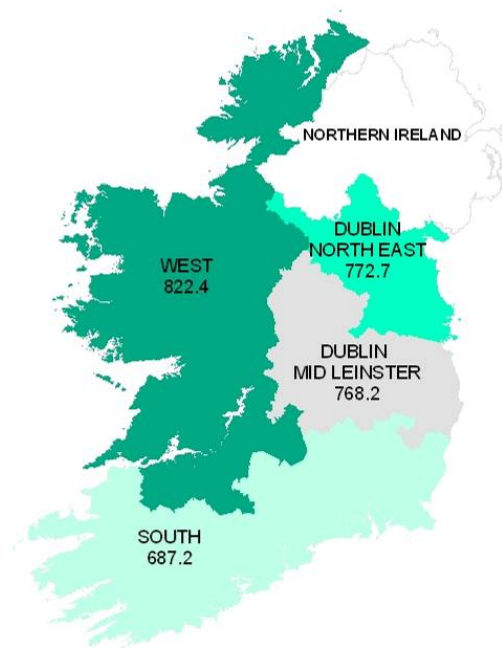 NORTHERN IRELAND
DUBLIN
NORTH EAST
772.7
WEST
822.4
DUBLIN
MID LEINSTER
768.2
SOUTH
687.2